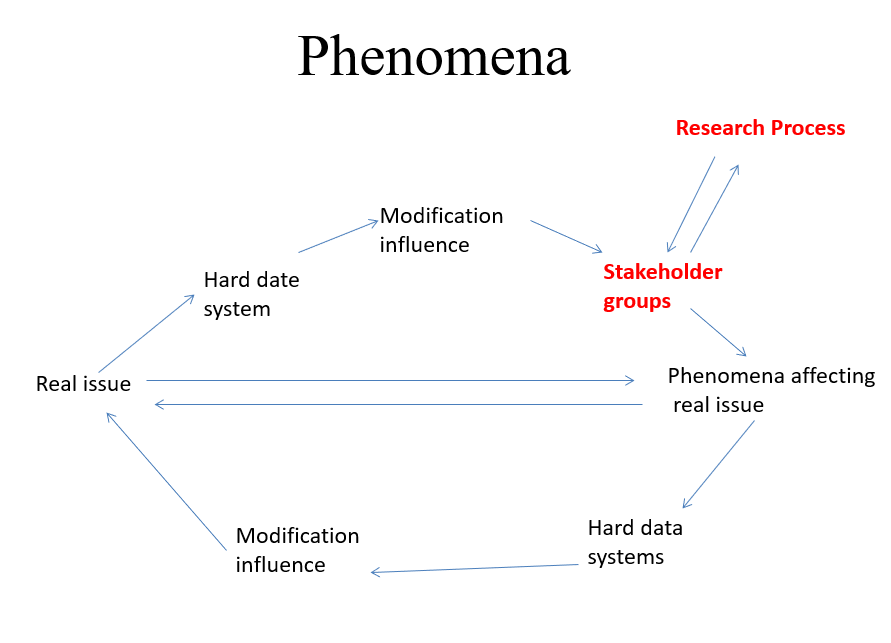 Phenomena
Research Process
Modification
influence
Stakeholder
groups
Hard date
system
Real issue
Phenomena affecting
real issue
Modification
influence
Hard data
systems